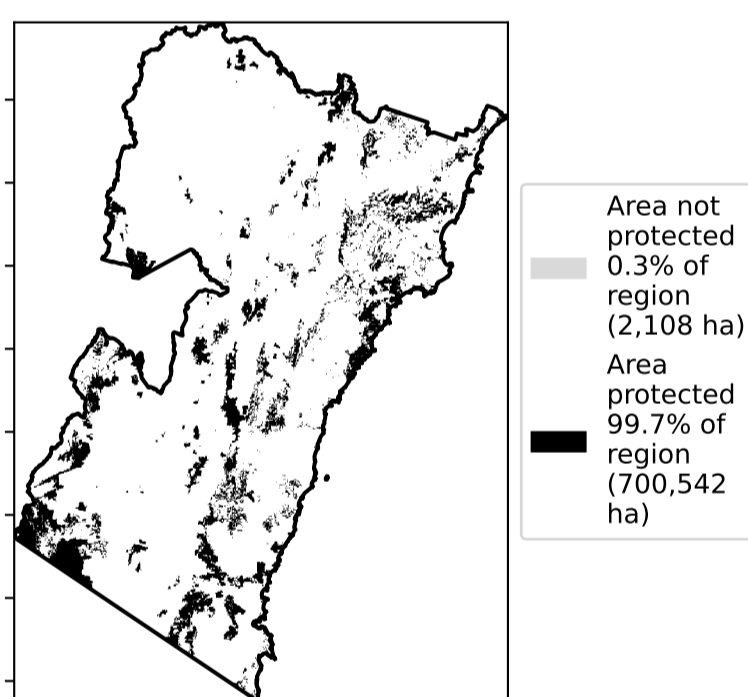 Area not
protected
0.3% of
region
(2,108 ha)
Area
protected
99.7% of
region
(700,542
ha)